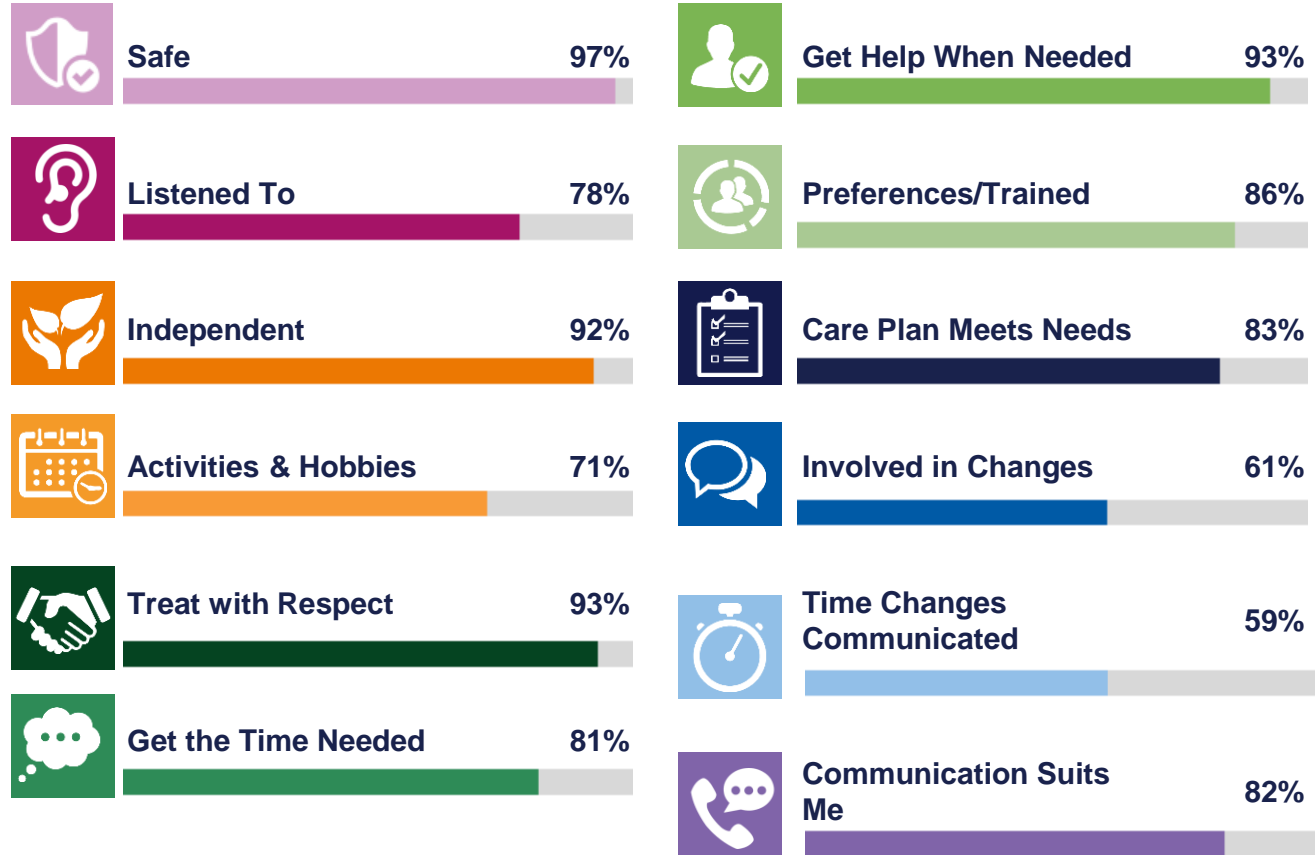 Safe 97%
Listened To 78%
Independent 92%
Activities & Hobbies 71%
Treat with Respect 93%
Get the Time Needed 81%
Get Help When Needed 93%
Preferences/Trained 86%
Care Plan Meets Needs 83%
Involved in Changes 61%
Time Changes
Communicated 59%
Communication Suits
Me 82%